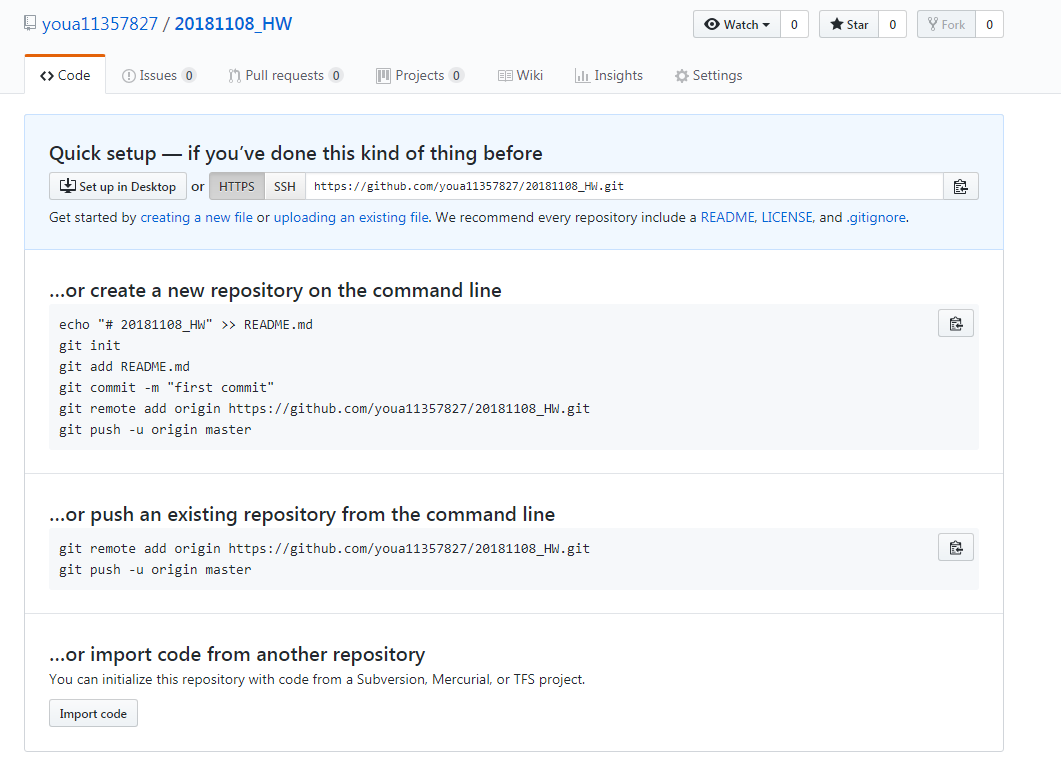 youa11357827 / 20181108_HW
Watch 0 Star 0 Fork 0
Code Issues 0 Pull requests 0 Projects 0 Wiki Insights Settings
Quick setup — if you’ve done this kind of thing before
Set up in Desktop or HTTPS SSH https://github.com/youa11357827/20181108_HW.git
Get started by creating a new file or uploading an existing file. We recommend every repository include a README, LICENSE, and .gitignore.
…or create a new repository on the command line
echo "# 20181108_HW" >> README.md
git init
git add README.md
git commit -m "first commit"
git remote add origin https://github.com/youa11357827/20181108_HW.git
git push -u origin master
…or push an existing repository from the command line
git remote add origin https://github.com/youa11357827/20181108_HW.git
git push -u origin master
…or import code from another repository
You can initialize this repository with code from a Subversion, Mercurial, or TFS project.
Import code